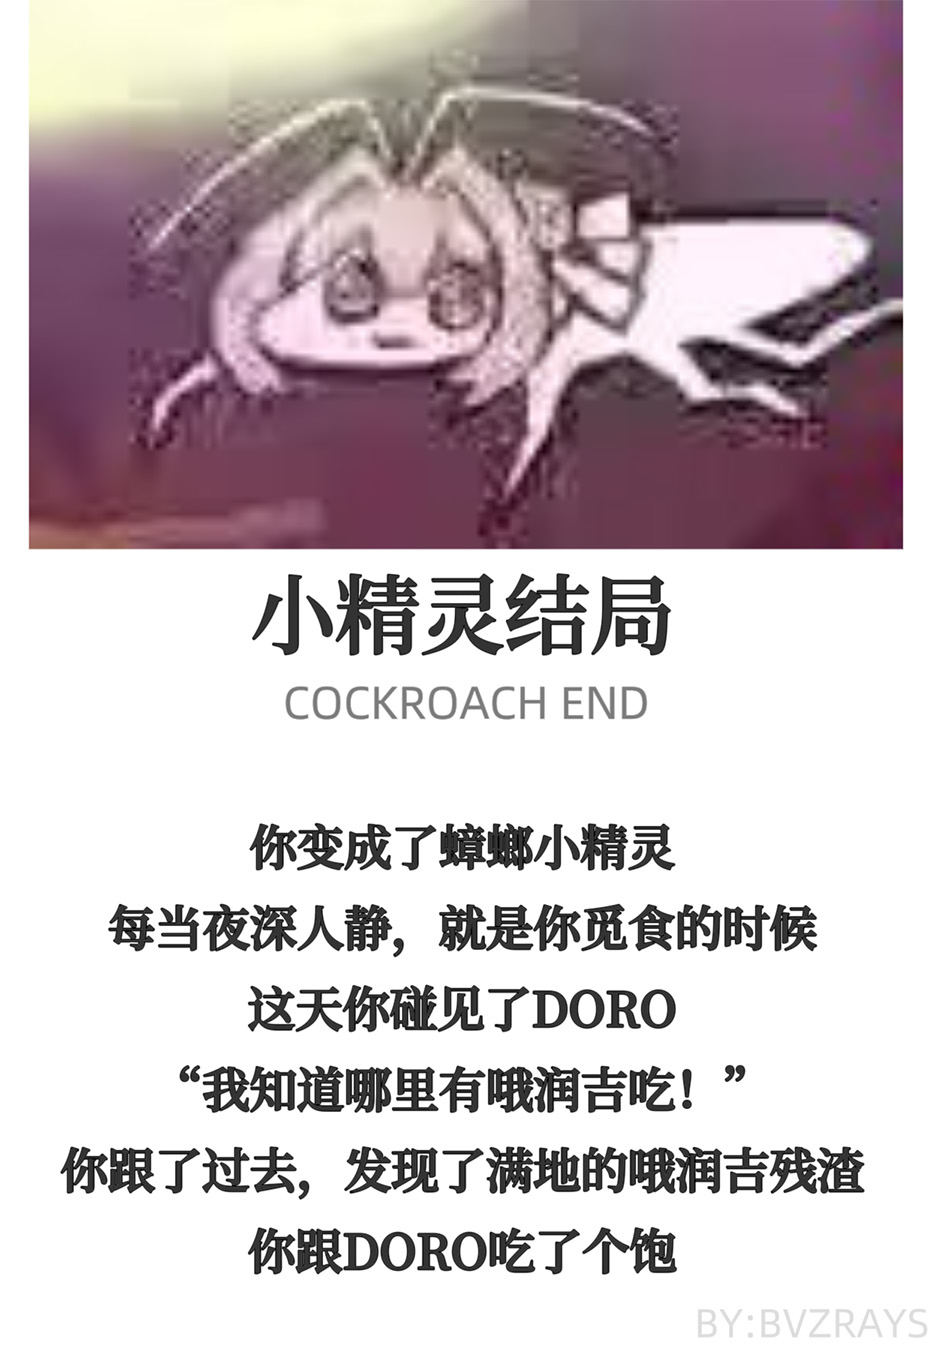 小精灵结局
COCKROACH END
你变成了蟑螂小精灵
每当夜深人静，就是你觅食的时候
这天你碰见了DORO
“我知道哪里有哦润吉吃！”
你跟了过去，发现了满地的哦润吉残渣
你跟DORO吃了个饱
BY:BVZRAYS